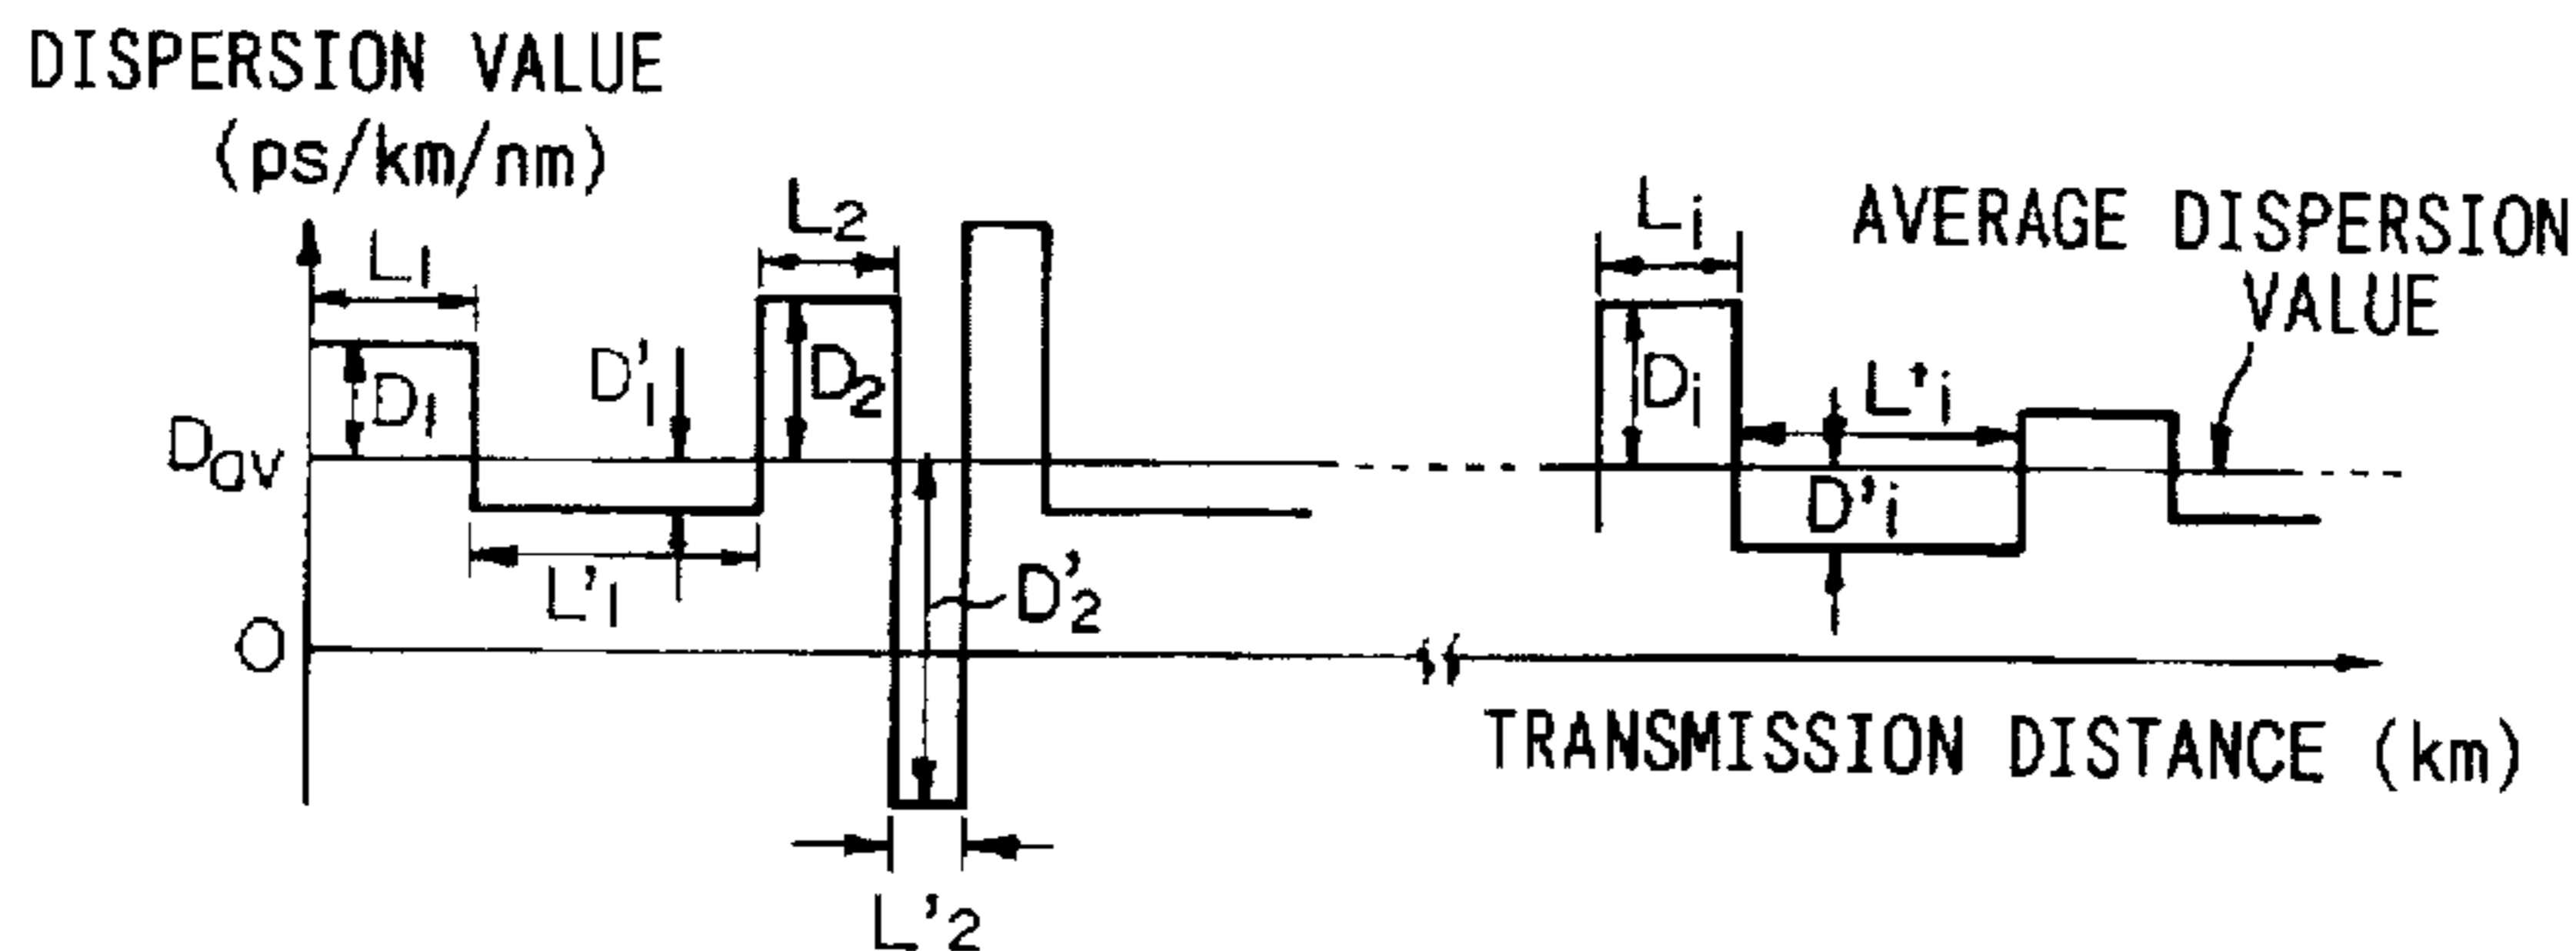 DISPERSION VALUE
(ps/km/nm)
L1
L2
Li
AVERAGE DISPERSION
VALUE
D1
D'1
D2
Di
L'i
Dav
D'i
L'1
D'2
O
TRANSMISSION DISTANCE (km)
L'2